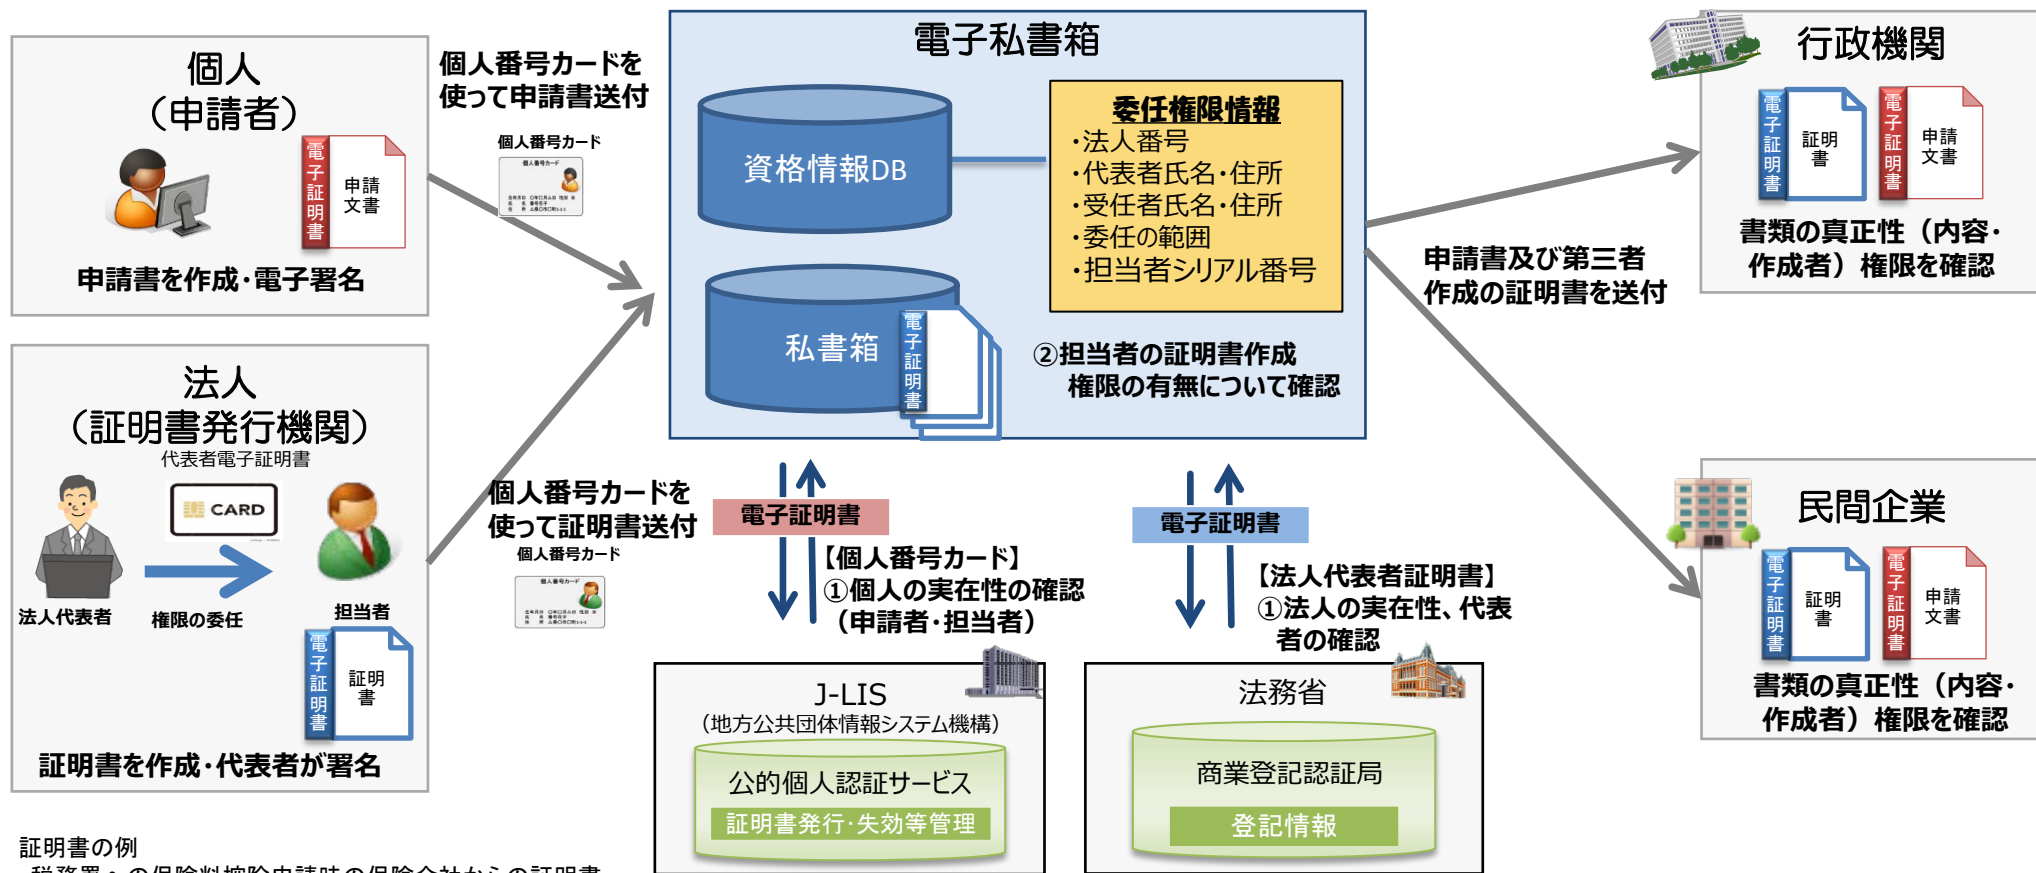 個人
（申請者）
電子証明書
申請
文書
申請書を作成・電子署名
個人番号カードを
使って申請書送付
個人番号カード
個人番号カード
法人
（証明書発行機関）
代表者電子証明書
CARD
法人代表者
権限の委任
担当者
電子証明書
証明
書
証明書を作成・代表者が署名
個人番号カードを
使って証明書送付
個人番号カード
個人番号カード
電子私書箱
資格情報DB
私書箱
電子証明書
委任権限情報
・法人番号
・代表者氏名・住所
・受任者氏名・住所
・委任の範囲
・担当者シリアル番号
②担当者の証明書作成
権限の有無について確認
電子証明書
【個人番号カード】
①個人の実在性の確認
（申請者・担当者）
電子証明書
【法人代表者証明書】
①法人の実在性、代表
者の確認
J-LIS
（地方公共団体情報システム機構）
公的個人認証サービス
証明書発行・失効等管理
法務省
商業登記認証局
登記情報
申請書及び第三者
作成の証明書を送付
行政機関
電子証明書
証明
書
電子証明書
申請
文書
書類の真正性（内容・
作成者）権限を確認
民間企業
電子証明書
証明
書
電子証明書
申請
文書
書類の真正性（内容・
作成者）権限を確認
証明書の例